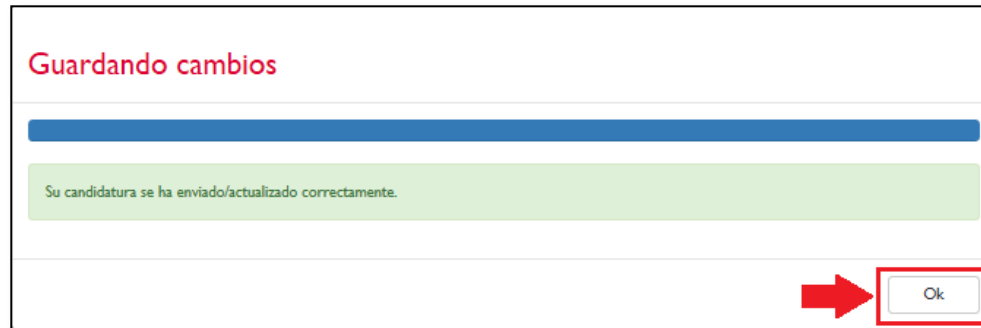 Guardando cambios
Su candidatura se ha enviado/actualizado correctamente.
Ok